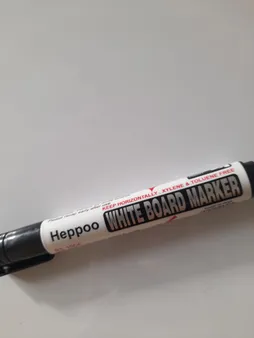 KEEP HORIZONTALLY. XYLENE & TOLUENE FREE
Heppoo
WHITE BOARD MARKER